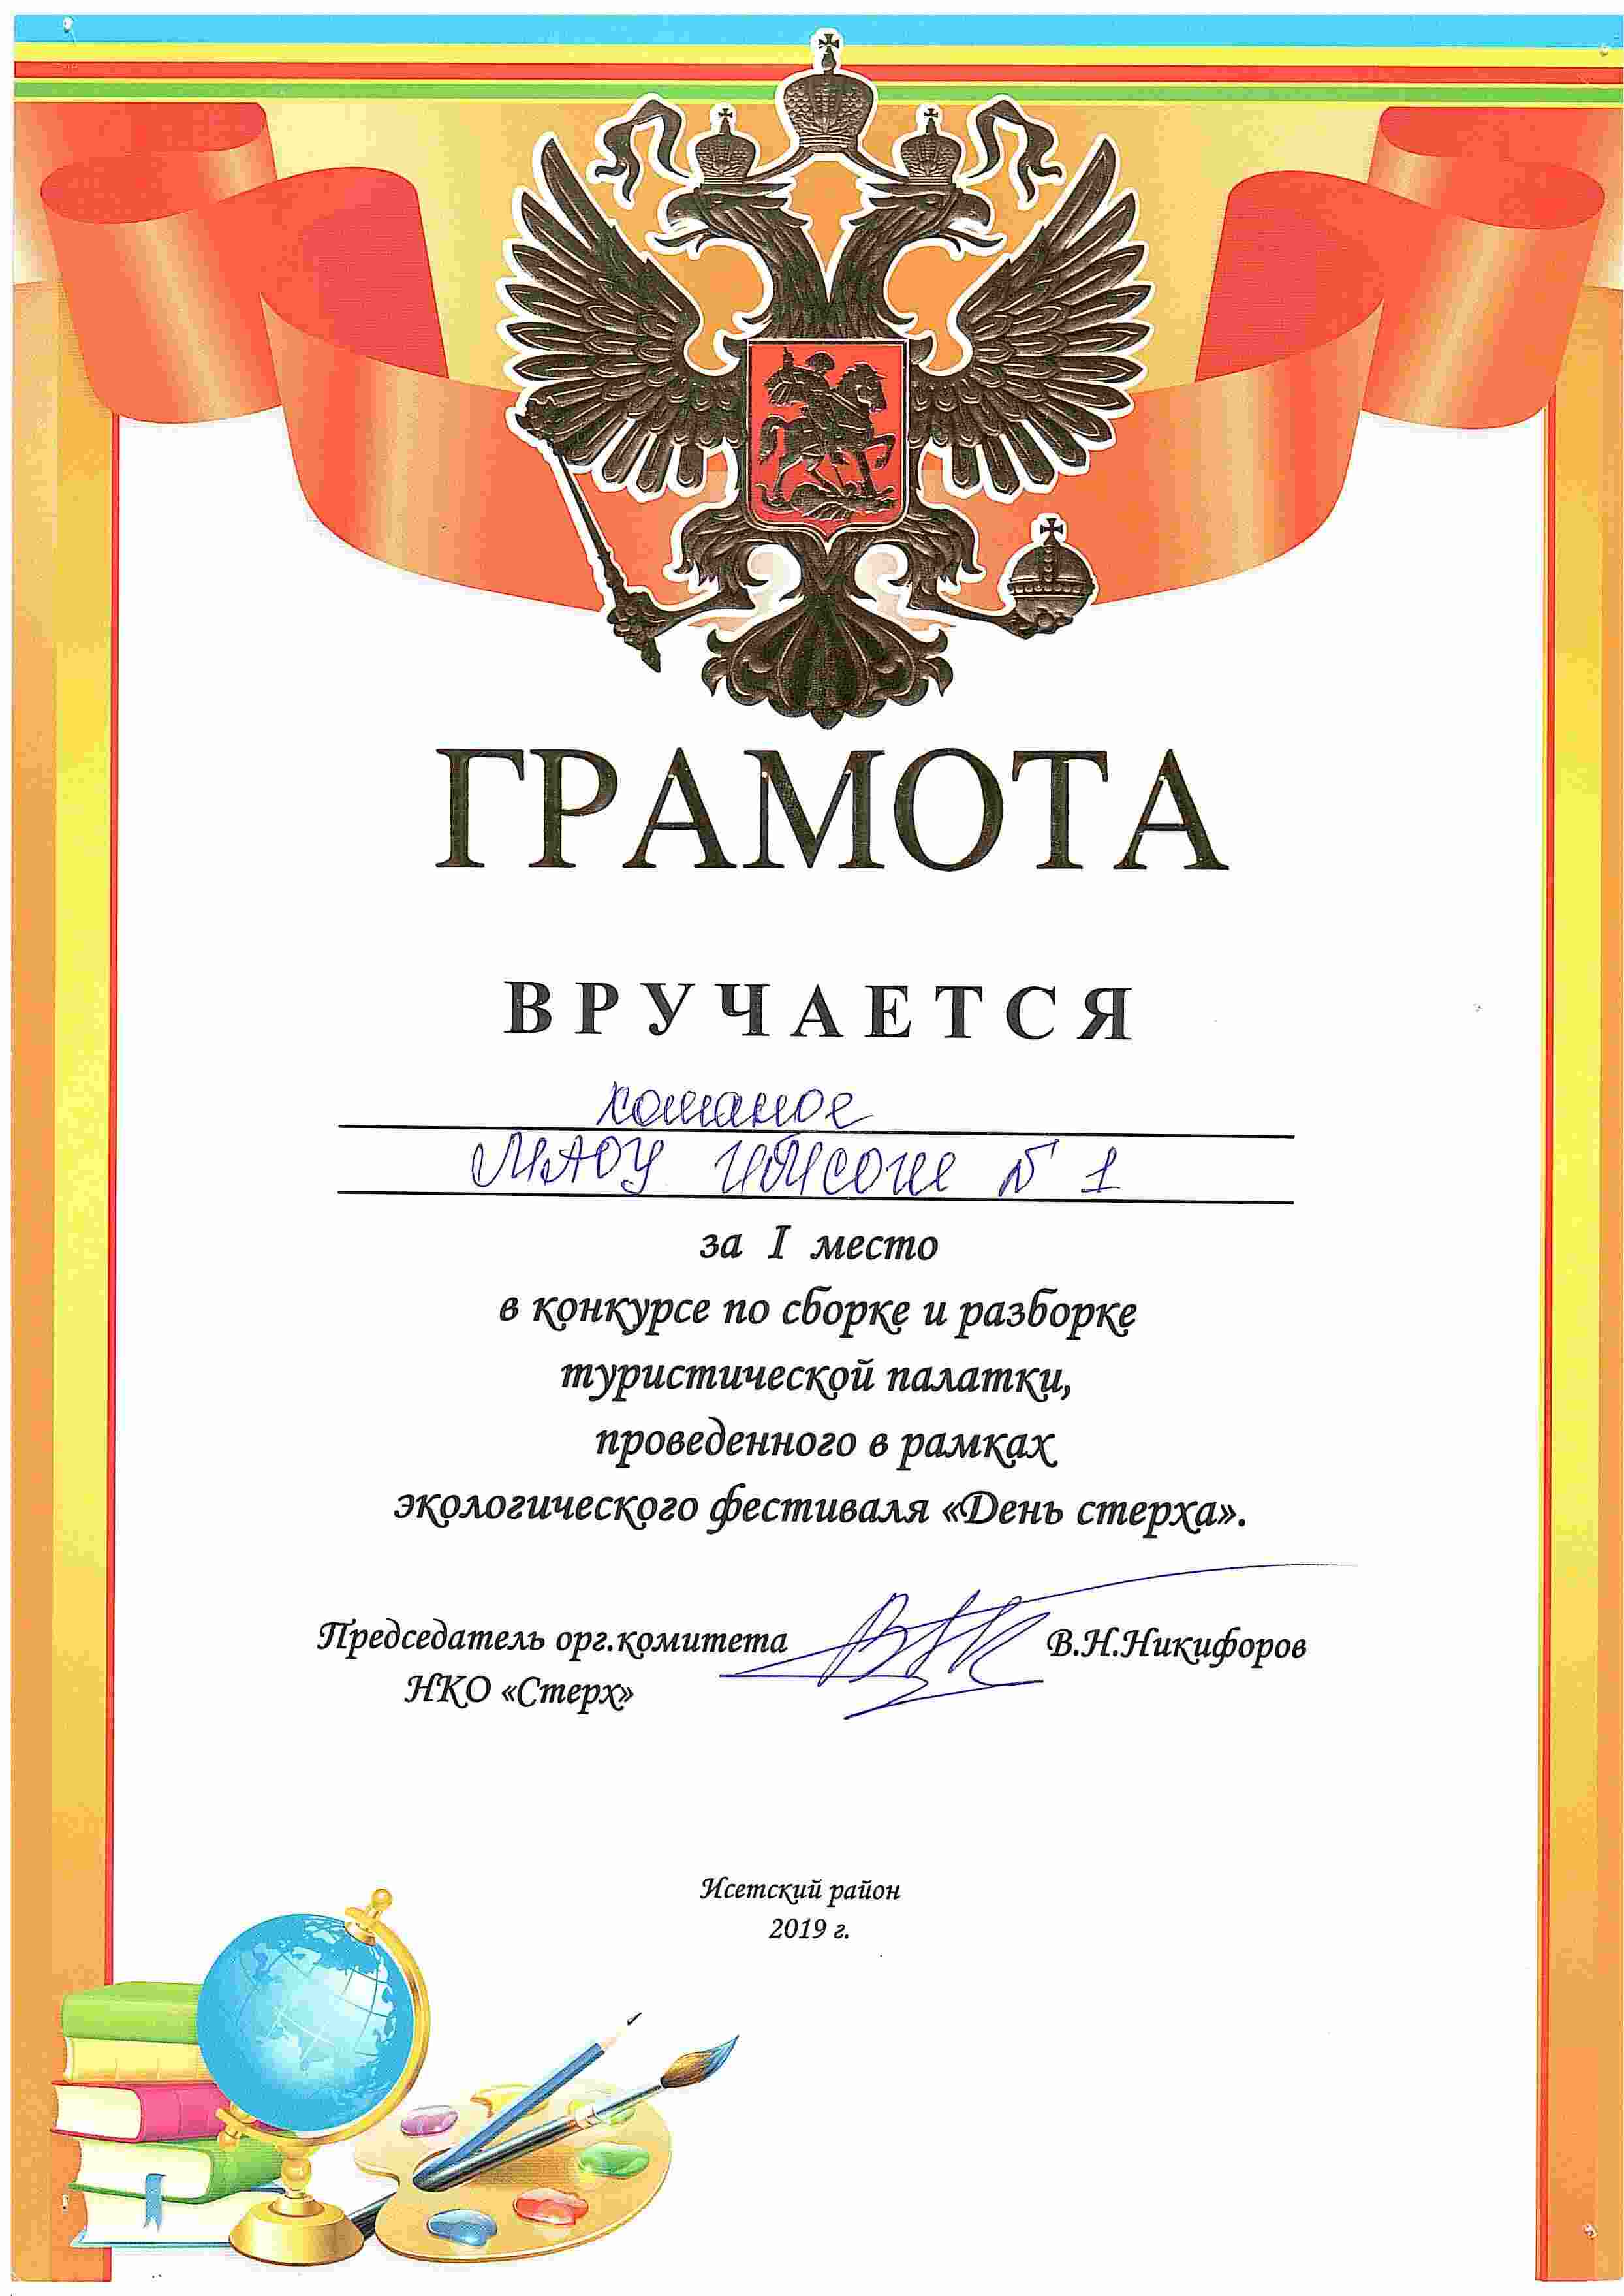 ГРАМОТА
ВРУЧАЕТСЯ
команде
МАОУ СОШ № 1
за I место
в конкурсе по сборке и разборке
туристической палатки,
проведенного в рамках
экологического фестиваля «День стерха».
Председатель орг.комитета В.Н.Никифоров
НКО «Стерх»
Исетский район
2019 г.